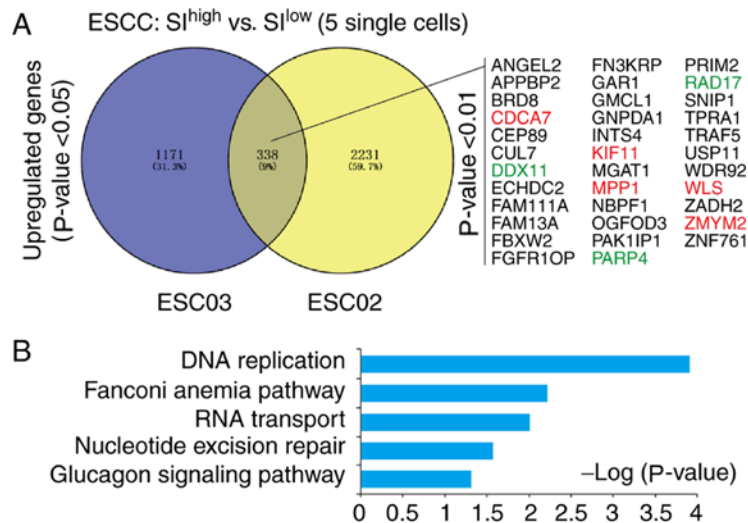 A
ESCC: SIhigh vs. SIlow (5 single cells)
Upregulated genes
(P-value <0.05)
1171
(31.3%)
338
(9%)
2231
(59.7%)
ESC03
ESC02
P-value <0.01
ANGEL2 FN3KRP PRIM2
APPBP2 GAR1 RAD17
BRD8 GMCL1 SNIP1
CDCA7 GNPDA1 TPRA1
CEP89 INTS4 TRAF5
CUL7 KIF11 USP11
DDX11 MGAT1 WDR92
ECHDC2 MPP1 WLS
FAM111A NBPF1 ZADH2
FAM13A OGFOD3 ZMYM2
FBXW2 PAK1IP1 ZNF761
FGFR1OP PARP4
B
DNA replication
Fanconi anemia pathway
RNA transport
Nucleotide excision repair
Glucagon signaling pathway
−Log (P-value)
0 0.5 1 1.5 2 2.5 3 3.5 4